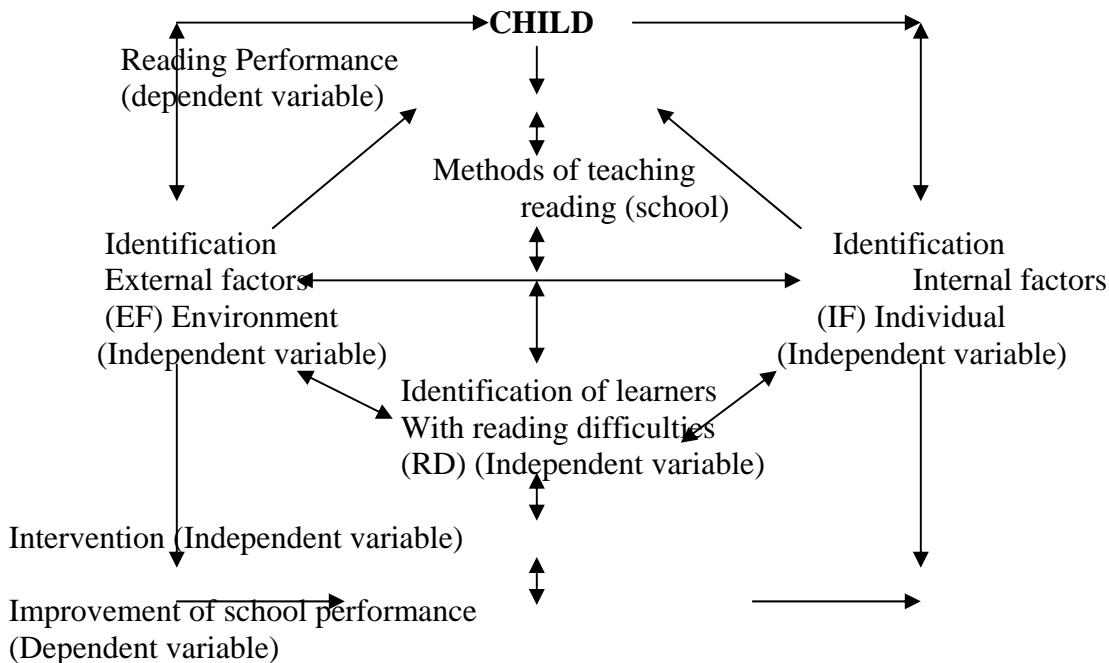 CHILD
Reading Performance
(dependent variable)
Methods of teaching
reading (school)
Identification
External factors
(EF) Environment
(Independent variable)
Identification
Internal factors
(IF) Individual
(Independent variable)
Identification of learners
With reading difficulties
(RD) (Independent variable)
Intervention (Independent variable)
Improvement of school performance
(Dependent variable)